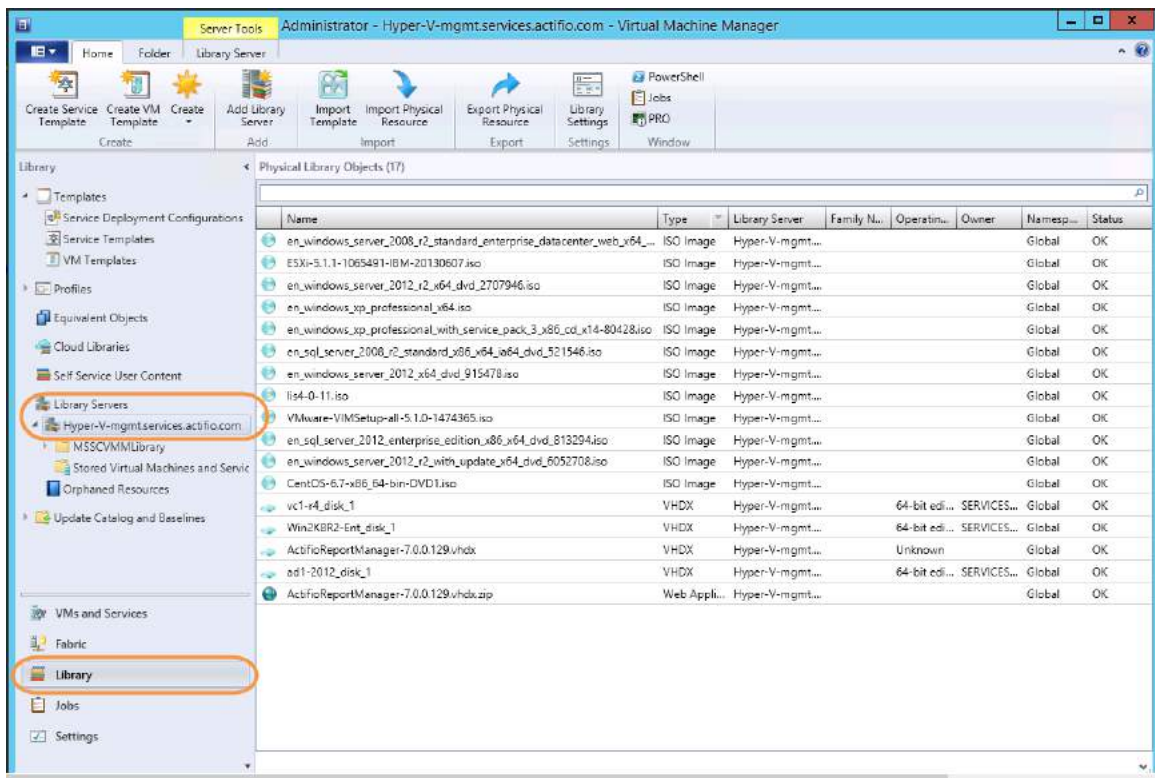 Server Tools
Administrator - Hyper-V-mgmt.services.actifio.com - Virtual Machine Manager
Home Folder Library Server
Create Service Template
Create VM Template
Create
Add Library Server
Import Template
Import Physical Resource
Export Physical Resource
Library Settings
PowerShell
Jobs
PRO
Create Add Import Export Settings Window
Library
Physical Library Objects (17)
Templates
Service Deployment Configurations
Service Templates
VM Templates
Profiles
Equivalent Objects
Cloud Libraries
Self Service User Content
Library Servers
Hyper-V-mgmt.services.actifio.com
MSSCVMMLibrary
Stored Virtual Machines and Servic
Orphaned Resources
Update Catalog and Baselines
VMs and Services
Fabric
Library
Jobs
Settings
Name Type Library Server Family N... Operatin... Owner Namesp... Status
en_windows_server_2008_r2_standard_enterprise_datacenter_web_x64_... ISO Image Hyper-V-mgmt.... Global OK
ESXi-5.1.1-1065491-IBM-20130607.iso ISO Image Hyper-V-mgmt.... Global OK
en_windows_server_2012_r2_x64_dvd_2707946.iso ISO Image Hyper-V-mgmt.... Global OK
en_windows_xp_professional_x64.iso ISO Image Hyper-V-mgmt.... Global OK
en_windows_xp_professional_with_service_pack_3_x86_cd_x14-80428.iso ISO Image Hyper-V-mgmt.... Global OK
en_sql_server_2008_r2_standard_x86_x64_ia64_dvd_521546.iso ISO Image Hyper-V-mgmt.... Global OK
en_windows_server_2012_x64_dvd_915478.iso ISO Image Hyper-V-mgmt.... Global OK
lis4-0-11.iso ISO Image Hyper-V-mgmt.... Global OK
VMware-VIMSetup-all-5.1.0-1474365.iso ISO Image Hyper-V-mgmt.... Global OK
en_sql_server_2012_enterprise_edition_x86_x64_dvd_813294.iso ISO Image Hyper-V-mgmt.... Global OK
en_windows_server_2012_r2_with_update_x64_dvd_6052708.iso ISO Image Hyper-V-mgmt.... Global OK
CentOS-6.7-x86_64-bin-DVD1.iso ISO Image Hyper-V-mgmt.... Global OK
vc1-r4_disk_1 VHDX Hyper-V-mgmt.... 64-bit edi... SERVICES... Global OK
Win2K8R2-Ent_disk_1 VHDX Hyper-V-mgmt.... 64-bit edi... SERVICES... Global OK
ActifioReportManager-7.0.0.129.vhdx VHDX Hyper-V-mgmt.... Unknown Global OK
ad1-2012_disk_1 VHDX Hyper-V-mgmt.... 64-bit edi... SERVICES... Global OK
ActifioReportManager-7.0.0.129.vhdx.zip Web Appli... Hyper-V-mgmt.... Global OK